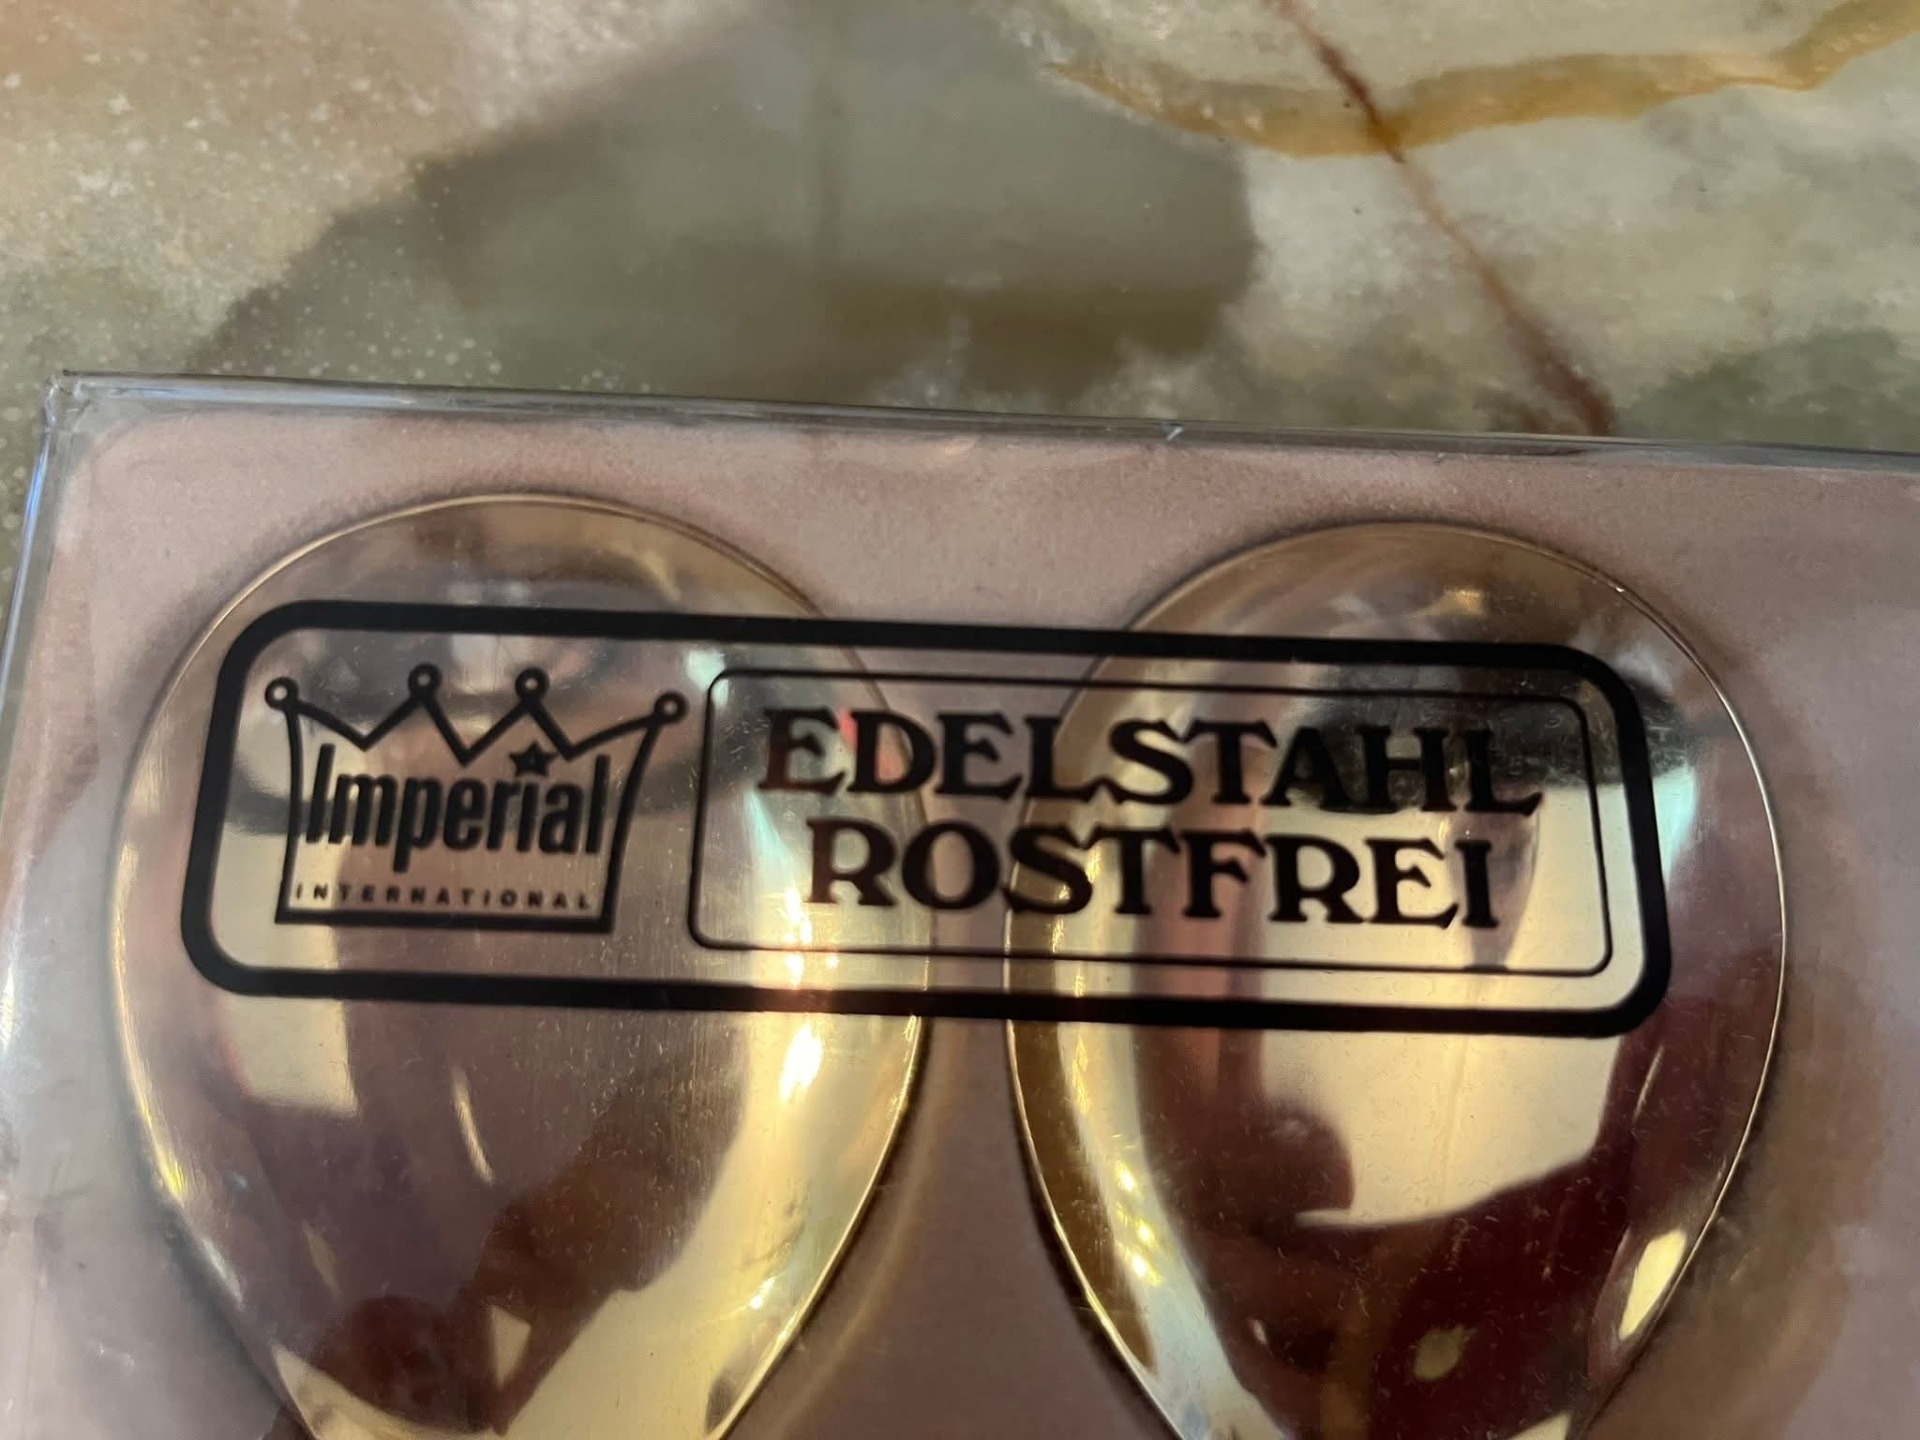 Imperial
INTERNATIONAL
EDELSTAHL
ROSTFREI